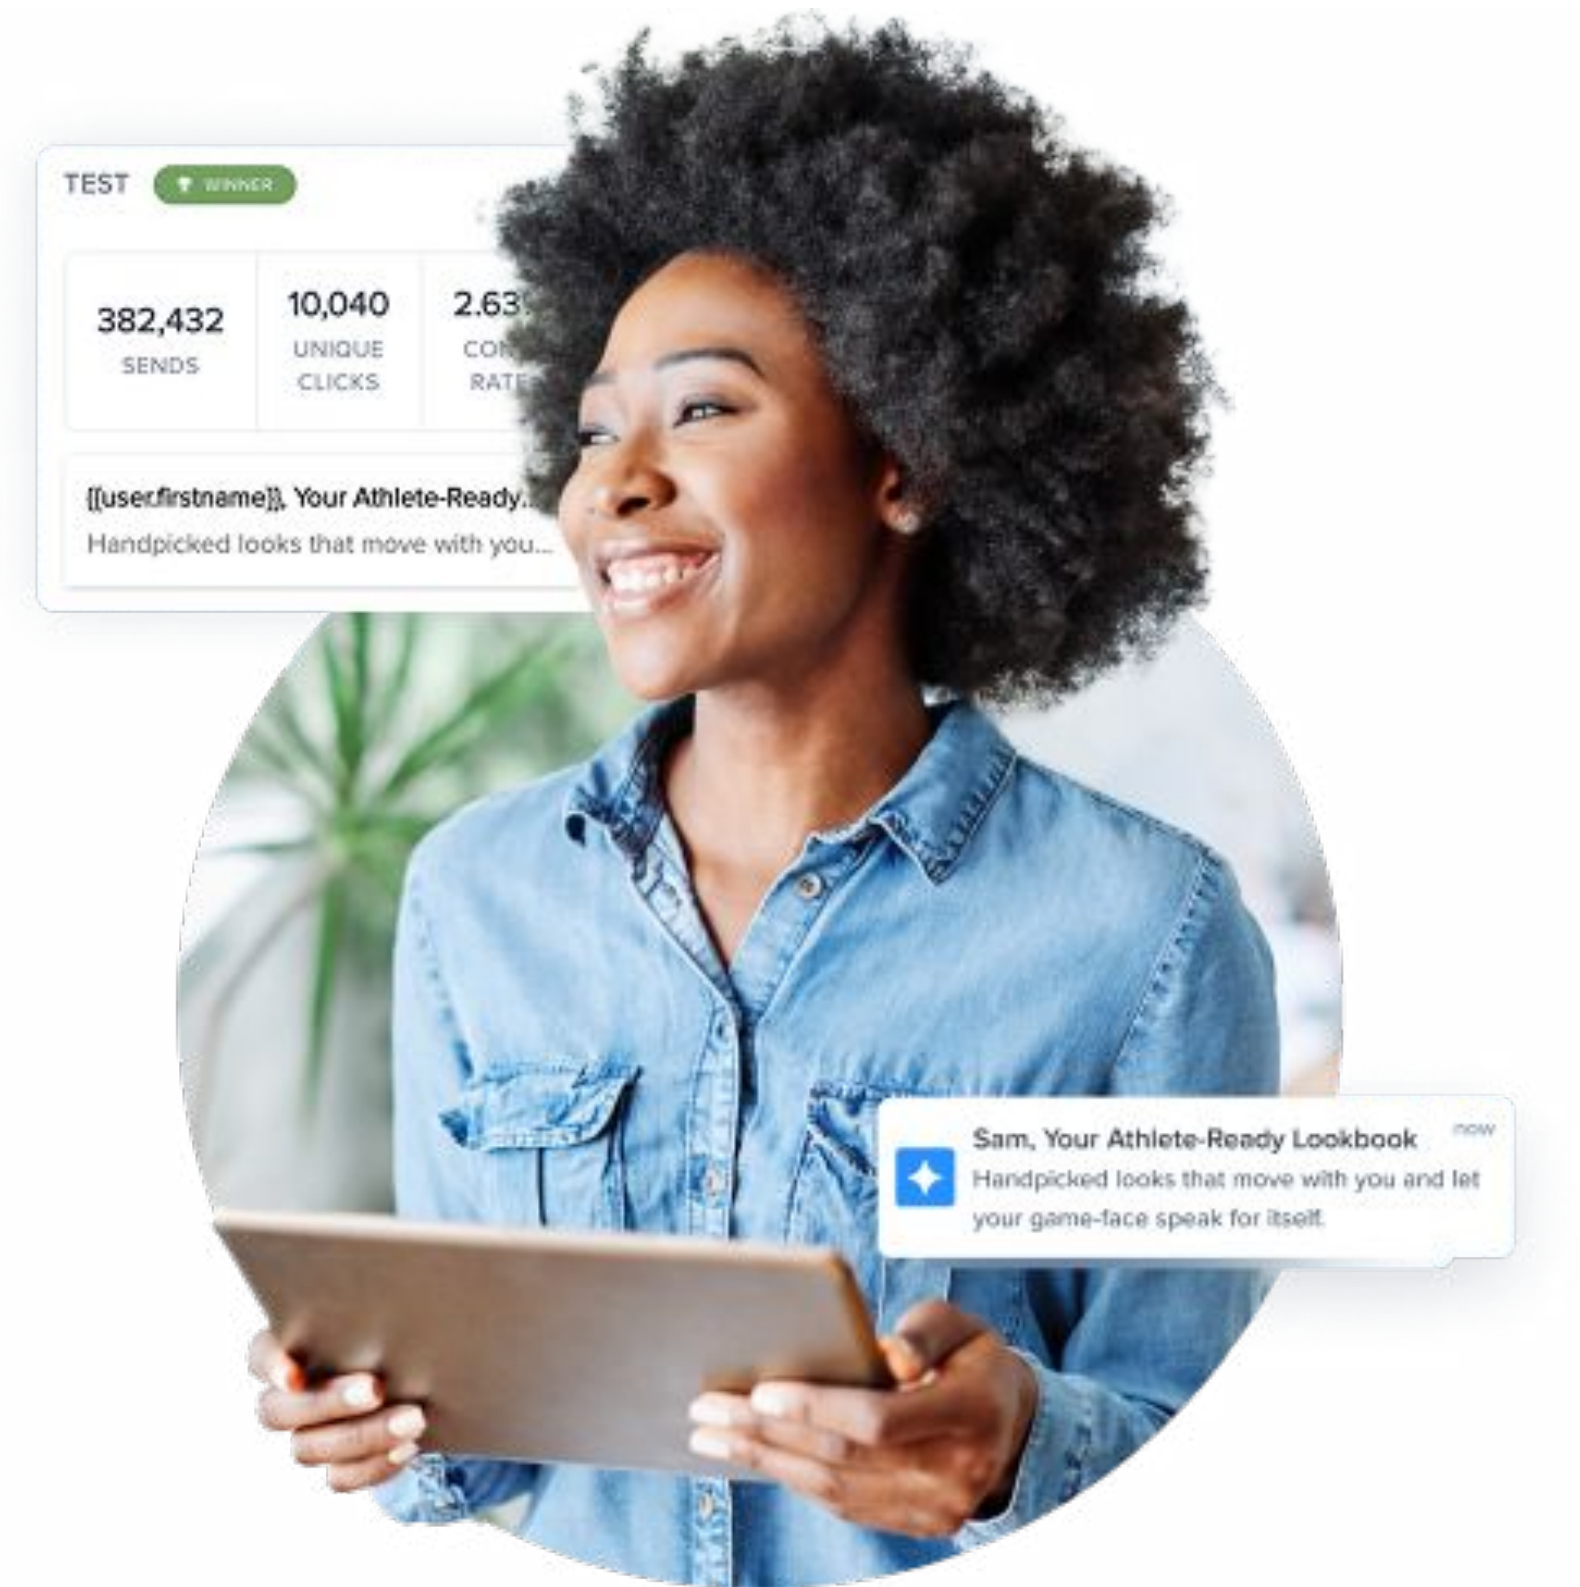 TEST
WINNER
382,432
SENDS
10,040
UNIQUE
CLICKS
2.63
RATE
{{user.firstname}}, Your Athlete-Ready...
Handpicked looks that move with you...
Sam, Your Athlete-Ready Lookbook
now
Handpicked looks that move with you and let
your game-face speak for itself.